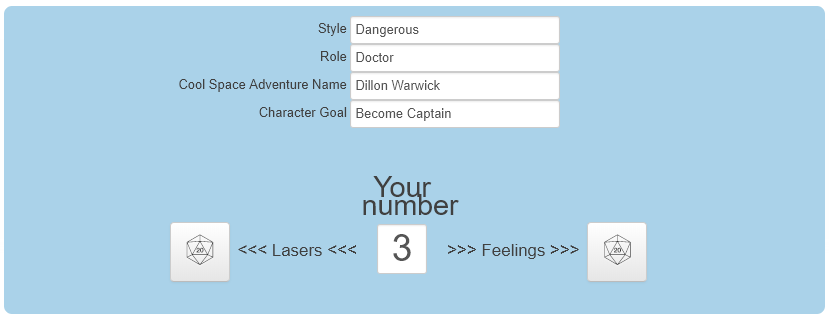 Style Dangerous
Role Doctor
Cool Space Adventure Name Dillon Warwick
Character Goal Become Captain
Your
number
20 <<< Lasers <<< 3 >>> Feelings >>> 20